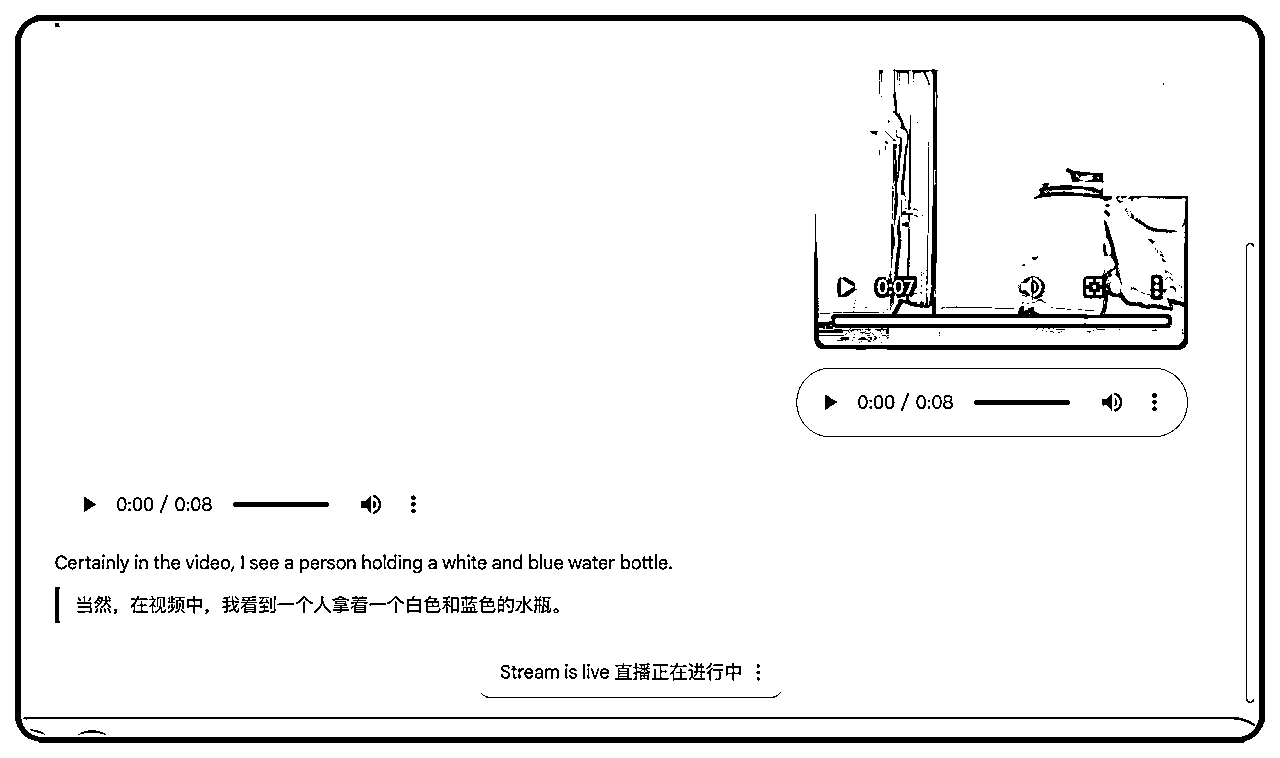 0:07
0:00 / 0:08
0:00 / 0:08
Certainly in the video, I see a person holding a white and blue water bottle.
当然，在视频中，我看到一个人拿着一个白色和蓝色的水瓶。
Stream is live 直播正在进行中